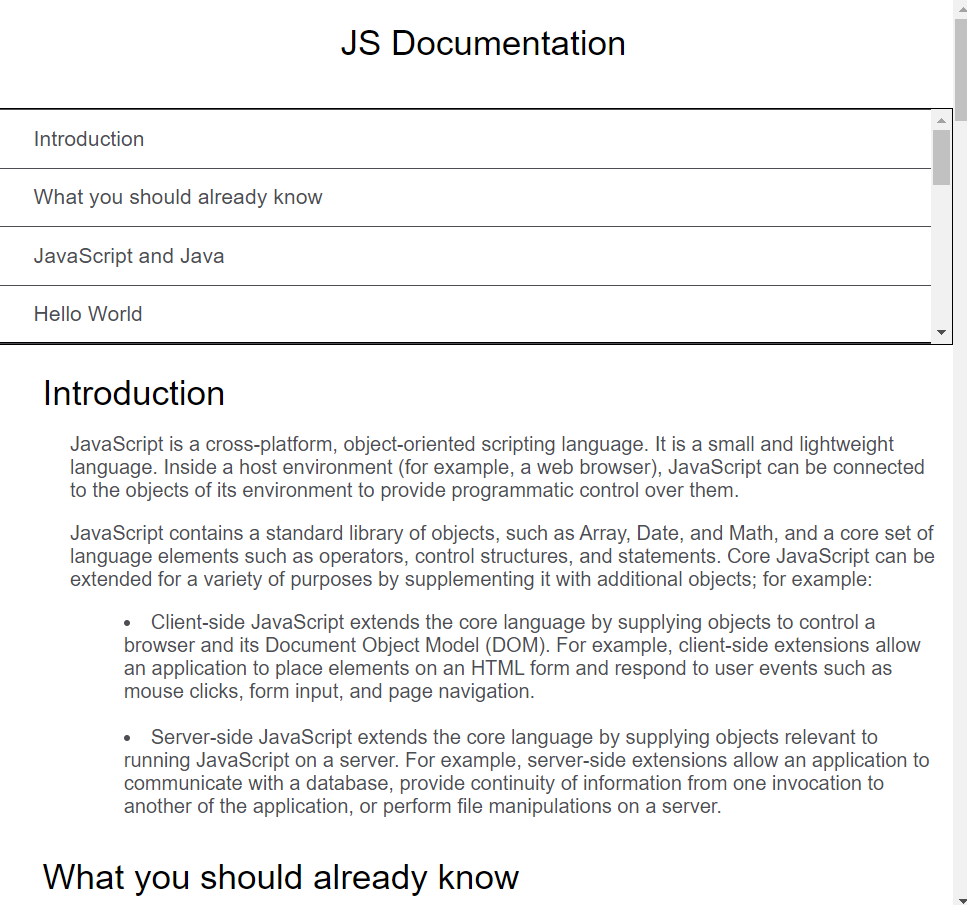 JS Documentation
Introduction
What you should already know
JavaScript and Java
Hello World
Introduction
JavaScript is a cross-platform, object-oriented scripting language. It is a small and lightweight
language. Inside a host environment (for example, a web browser), JavaScript can be connected
to the objects of its environment to provide programmatic control over them.
JavaScript contains a standard library of objects, such as Array, Date, and Math, and a core set of
language elements such as operators, control structures, and statements. Core JavaScript can be
extended for a variety of purposes by supplementing it with additional objects; for example:
• Client-side JavaScript extends the core language by supplying objects to control a
browser and its Document Object Model (DOM). For example, client-side extensions allow
an application to place elements on an HTML form and respond to user events such as
mouse clicks, form input, and page navigation.
• Server-side JavaScript extends the core language by supplying objects relevant to
running JavaScript on a server. For example, server-side extensions allow an application to
communicate with a database, provide continuity of information from one invocation to
another of the application, or perform file manipulations on a server.
What you should already know